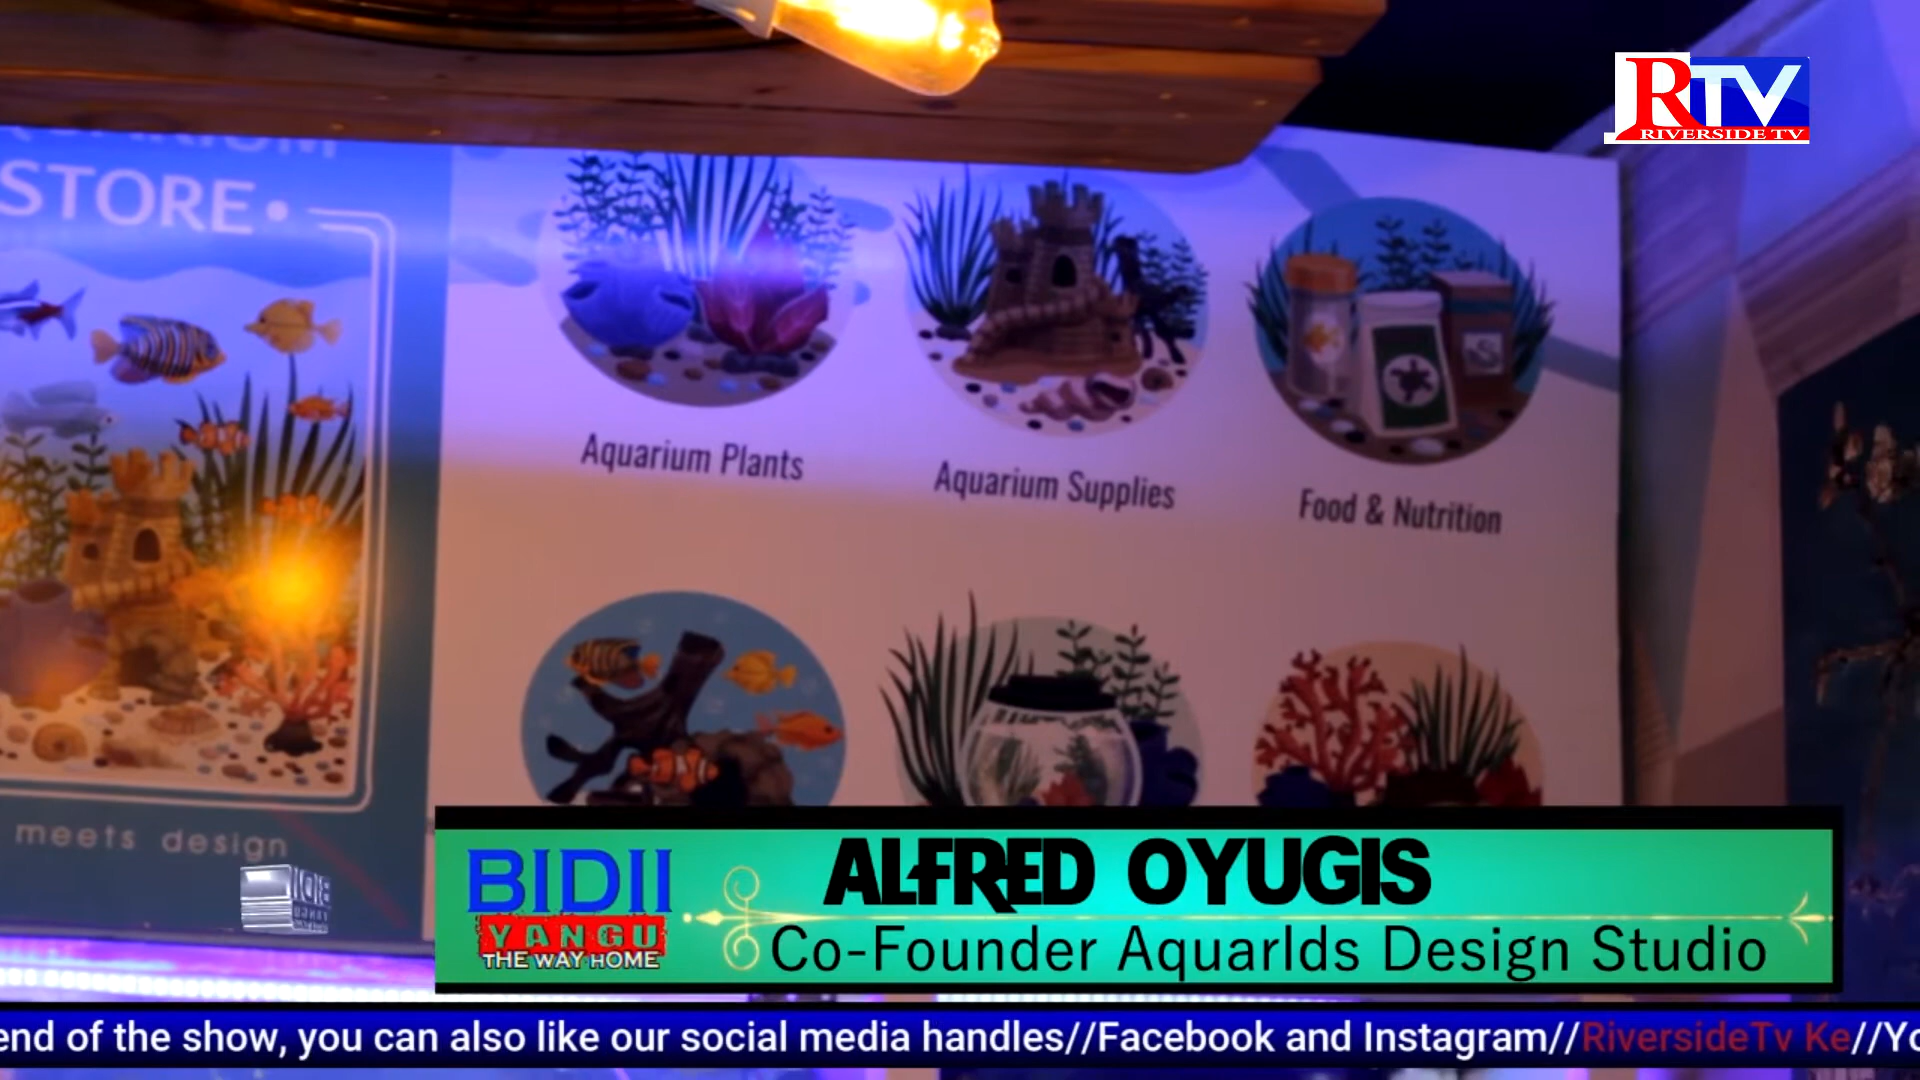 RTV
RIVERSIDE TV
STORE
Aquarium Plants
Aquarium Supplies
Food & Nutrition
meets design
BIDII
YANGU
THE WAY HOME
ALFRED OYUGIS
Co-Founder Aquarlds Design Studio
end of the show, you can also like our social media handles//Facebook and Instagram//RiversideTv Ke//Yo